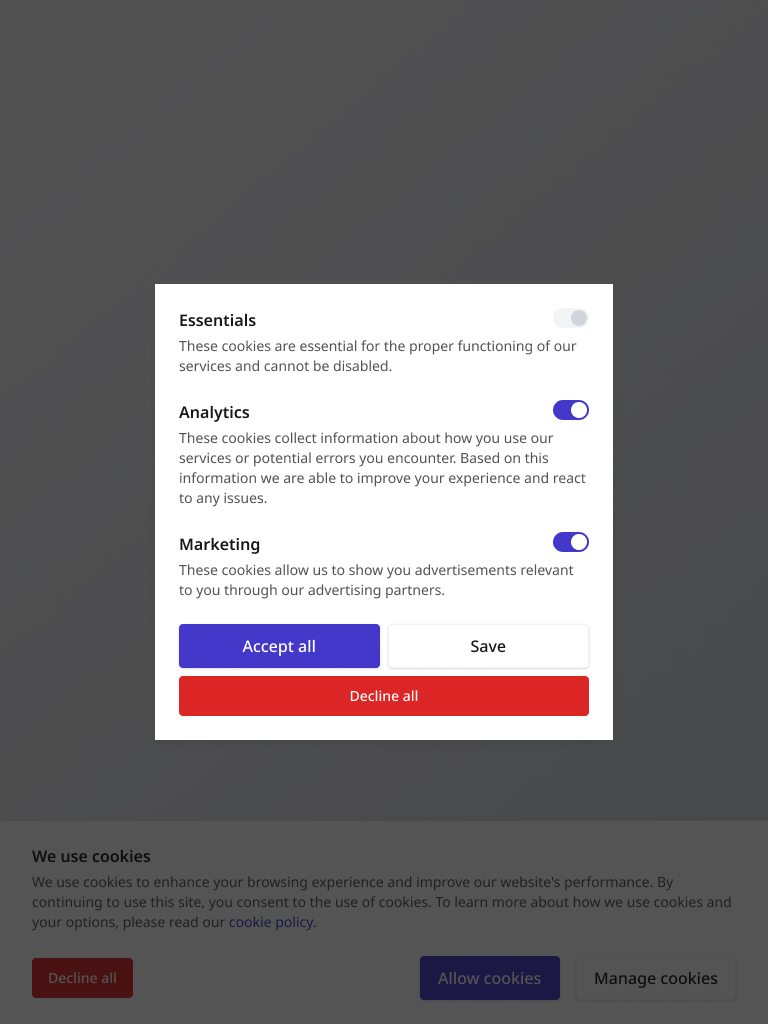 Essentials
These cookies are essential for the proper functioning of our
services and cannot be disabled.
Analytics
These cookies collect information about how you use our
services or potential errors you encounter. Based on this
information we are able to improve your experience and react
to any issues.
Marketing
These cookies allow us to show you advertisements relevant
to you through our advertising partners.
Accept all
Save
Decline all
We use cookies
We use cookies to enhance your browsing experience and improve our website's performance. By
continuing to use this site, you consent to the use of cookies. To learn more about how we use cookies and
your options, please read our cookie policy.
Decline all
Allow cookies
Manage cookies